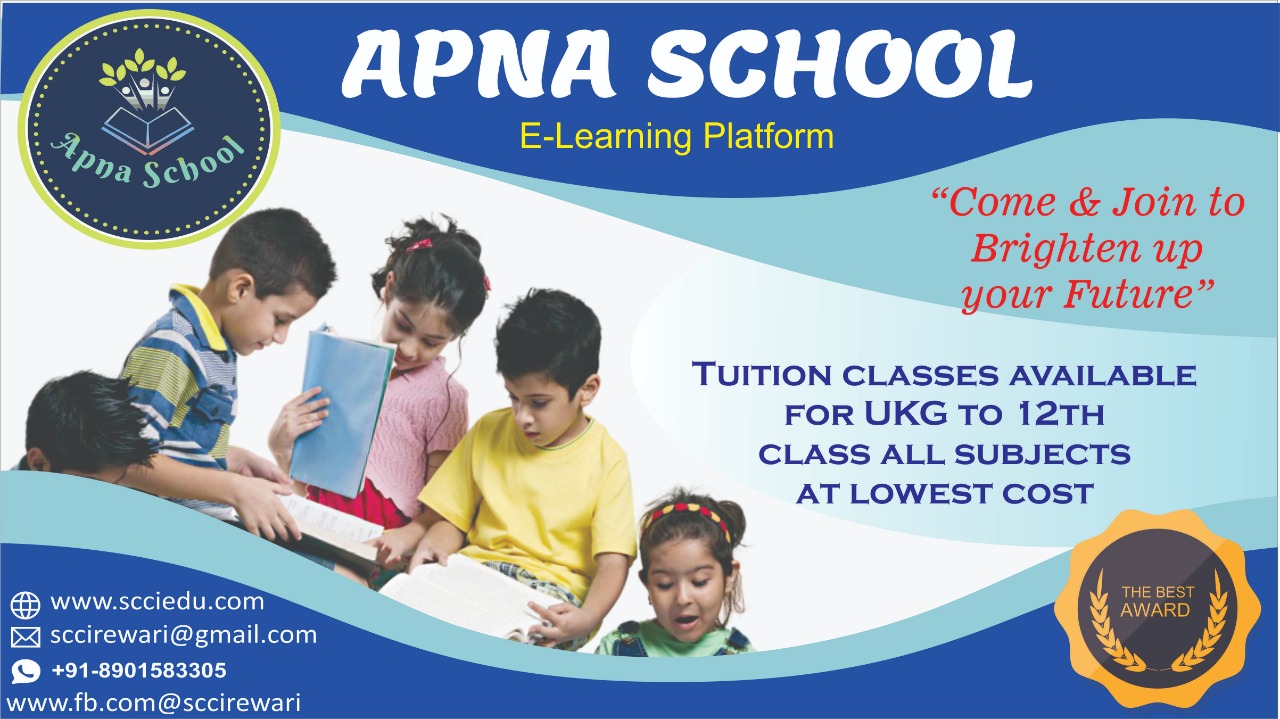 Apna School
APNA SCHOOL
E-Learning Platform
“Come & Join to
Brighten up
your Future”
TUITION CLASSES AVAILABLE
FOR UKG TO 12TH
CLASS ALL SUBJECTS
AT LOWEST COST
THE BEST
AWARD
www.scciedu.com
sccirewari@gmail.com
+91-8901583305
www.fb.com@sccirewari